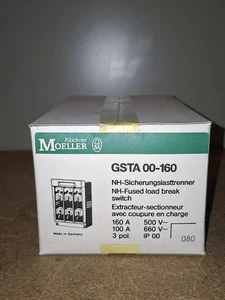 Klöckner
MOELLER
GSTA 00-160
NH-Sicherungslasttrenner
NH-Fused load break
switch
Extracteur-sectionneur
avec coupure en charge
160 A 500 V~
100 A 660 V~
3 pol. IP 00
080
Made in Germany